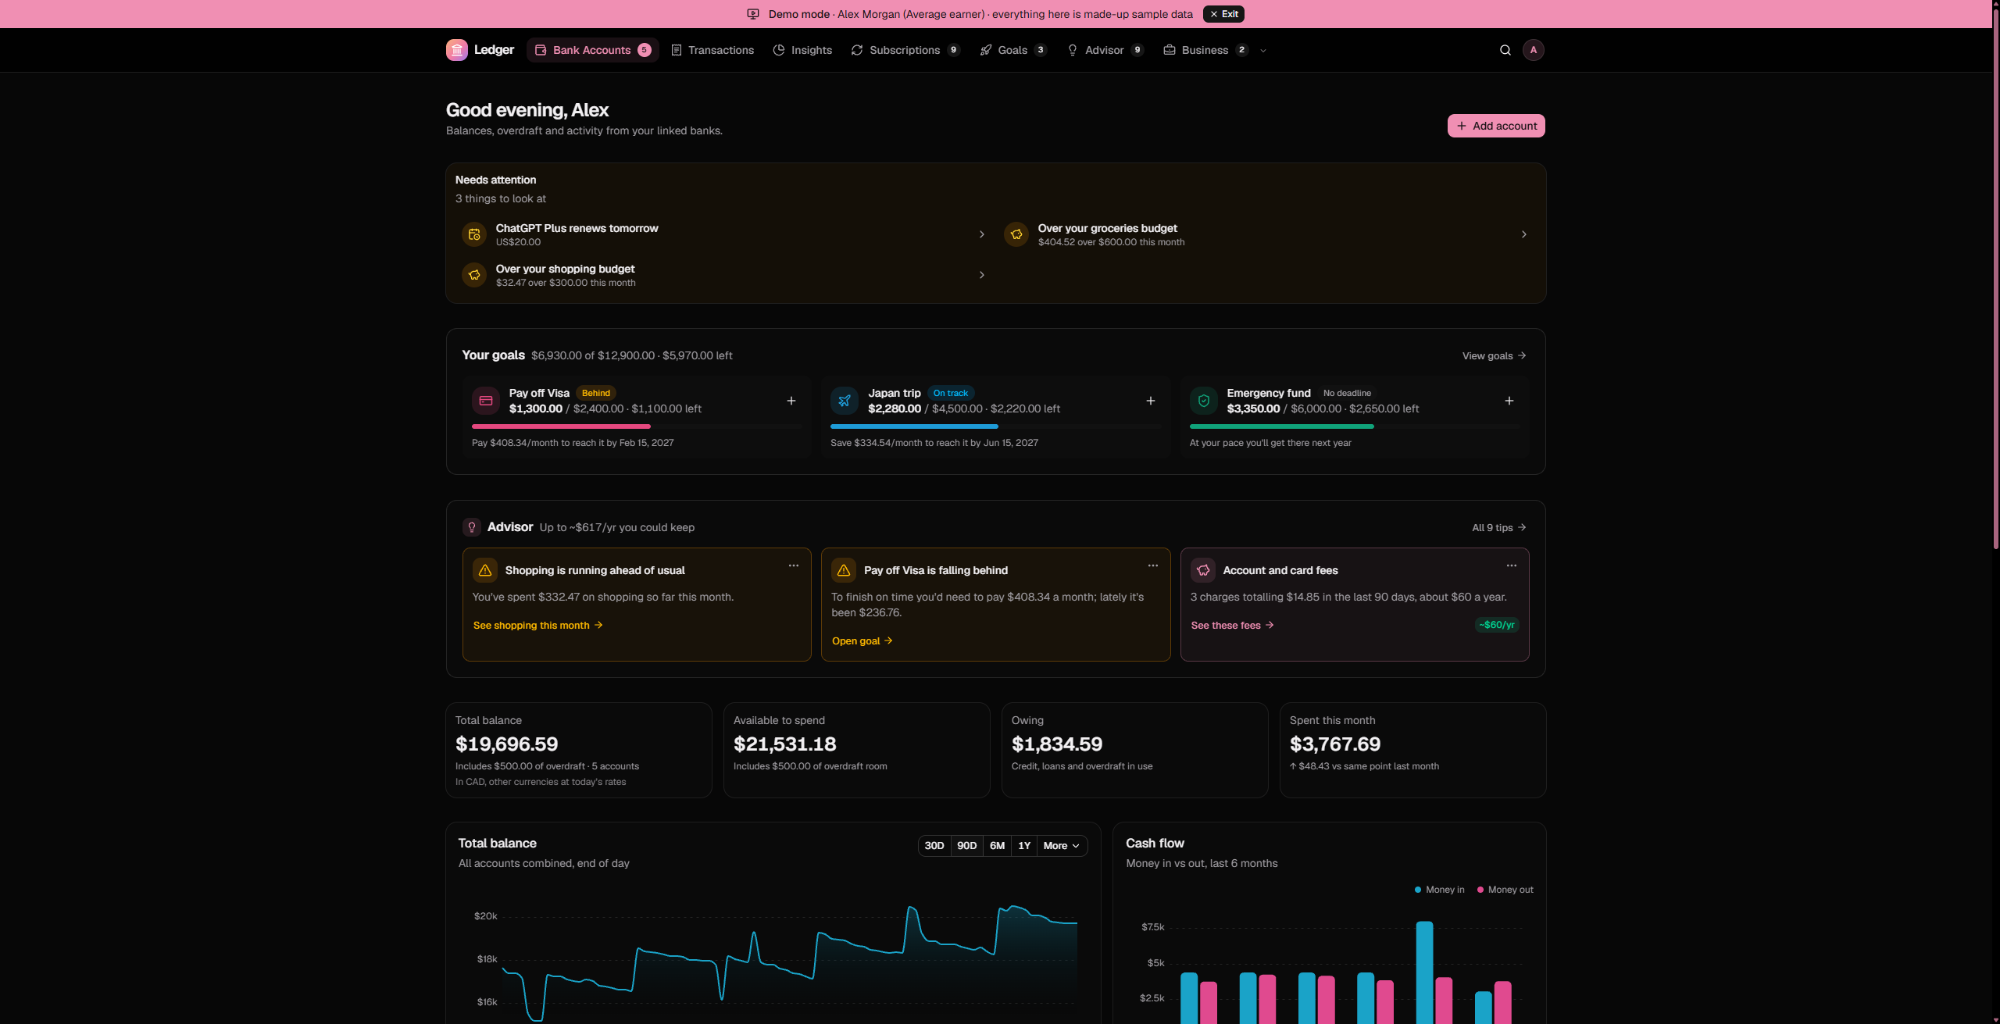 Demo mode · Alex Morgan (Average earner) · everything here is made-up sample data
Exit
Ledger
Bank Accounts 5
Transactions
Insights
Subscriptions 9
Goals 3
Advisor 9
Business 2
A
Good evening, Alex
Balances, overdraft and activity from your linked banks.
Add account
Needs attention
3 things to look at
ChatGPT Plus renews tomorrow
US$20.00
Over your groceries budget
$404.52 over $600.00 this month
Over your shopping budget
$32.47 over $300.00 this month
Your goals $6,930.00 of $12,900.00 · $5,970.00 left
View goals →
Pay off Visa Behind
$1,300.00 / $2,400.00 · $1,100.00 left
Pay $408.34/month to reach it by Feb 15, 2027
Japan trip On track
$2,280.00 / $4,500.00 · $2,220.00 left
Save $334.54/month to reach it by Jun 15, 2027
Emergency fund No deadline
$3,350.00 / $6,000.00 · $2,650.00 left
At your pace you'll get there next year
Advisor Up to ~$617/yr you could keep
All 9 tips →
Shopping is running ahead of usual
You've spent $332.47 on shopping so far this month.
See shopping this month →
Pay off Visa is falling behind
To finish on time you'd need to pay $408.34 a month; lately it's
been $236.76.
Open goal →
Account and card fees
3 charges totalling $14.85 in the last 90 days, about $60 a year.
See these fees →
~$60/yr
Total balance
$19,696.59
Includes $500.00 of overdraft · 5 accounts
In CAD, other currencies at today's rates
Available to spend
$21,531.18
Includes $500.00 of overdraft room
Owing
$1,834.59
Credit, loans and overdraft in use
Spent this month
$3,767.69
↑ $48.43 vs same point last month
Total balance
All accounts combined, end of day
30D 90D 6M 1Y More
$20k
$18k
$16k
Cash flow
Money in vs out, last 6 months
Money in
Money out
$7.5k
$5k
$2.5k